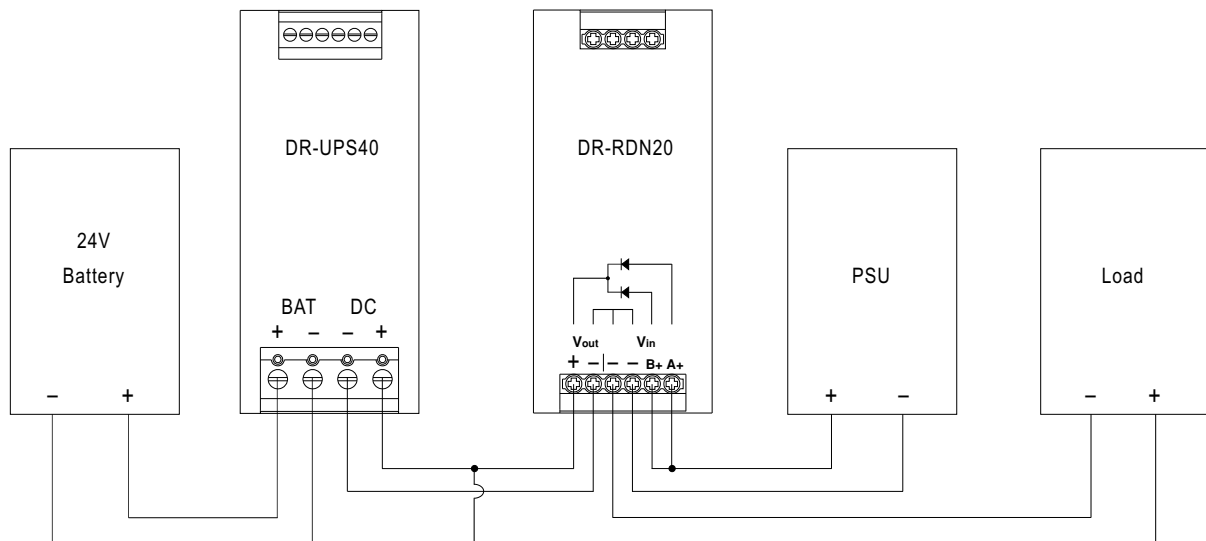 DR-UPS40
DR-RDN20
24V
Battery
PSU
Load
BAT DC
+ − − +
Vout Vin
+ − − − B+ A+
− +
+ −
− +